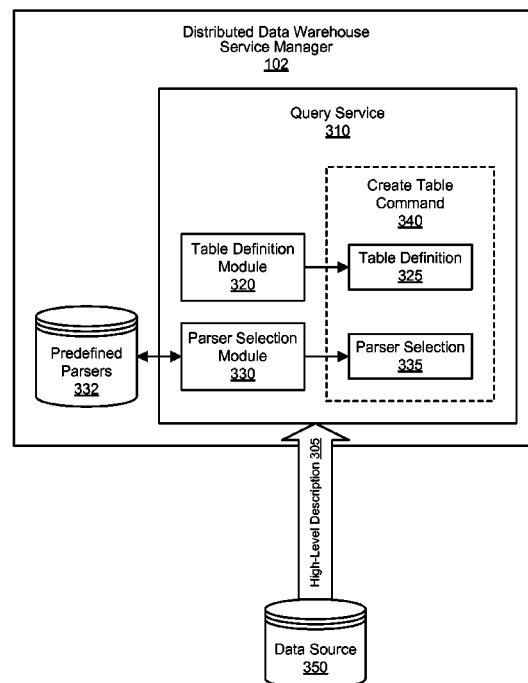 Distributed Data Warehouse
Service Manager
102
Query Service
310
Create Table
Command
340
Table Definition
Module
320
Table Definition
325
Predefined
Parsers
332
Parser Selection
Module
330
Parser Selection
335
High-Level Description 305
Data Source
350